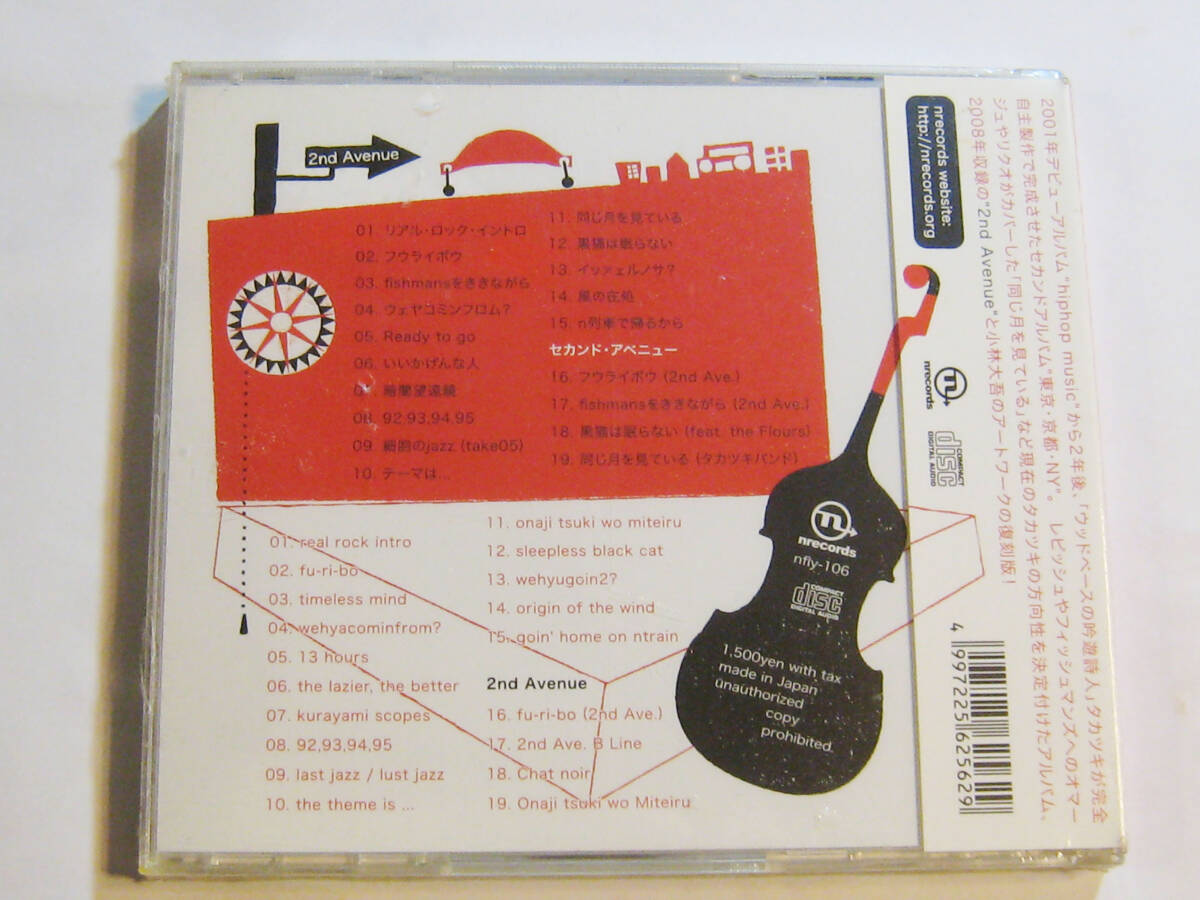 2nd Avenue
01. リアル・ロック・イントロ
02. フウライボウ
03. fishmansをききながら
04. ウェヤコミンフロム?
05. Ready to go
06. いいかげんな人
07. 暗闇望遠鏡
08. 92,93,94,95
09. 細胞のjazz (take05)
10. テーマは...
11. 同じ月を見ている
12. 黒猫は眠らない
13. イッツェルノサ?
14. 風の在処
15. n列車で帰るから
セカンド・アベニュー
16. フウライボウ (2nd Ave.)
17. fishmansをききながら (2nd Ave.)
18. 黒猫は眠らない (feat. the Flours)
19. 同じ月を見ている (タカツキバンド)
01. real rock intro
02. fu-ri-bo
03. timeless mind
04. wehyacominfrom?
05. 13 hours
06. the lazier, the better
07. kurayami scopes
08. 92,93,94,95
09. last jazz / lust jazz
10. the theme is ...
11. onaji tsuki wo miteiru
12. sleepless black cat
13. wehyugoin2?
14. origin of the wind
15. goin' home on ntrain
2nd Avenue
16. fu-ri-bo (2nd Ave.)
17. 2nd Ave. B Line
18. Chat noir
19. Onaji tsuki wo Miteiru
n
nrecords
nfly-106
COMPACT
disc
DIGITAL AUDIO
1,500yen with tax
made in Japan
unauthorized
copy
prohibited.
nrecords website:
http://nrecords.org
n
nrecords
COMPACT
disc
DIGITAL AUDIO
2001年デビューアルバム"hiphop music"から2年後、「ウッドベースの吟遊詩人」タカツキが完全
自主製作で完成させたセカンドアルバム"東京・京都・NY"。 レピッシュやフィッシュマンズへのオマー
ジュやリクオがカバーした「同じ月を見ている」など現在のタカツキの方向性を決定付けたアルバム、
2008年収録の"2nd Avenue"と小林大吾のアートワークの復刻版!
4 997225 625629